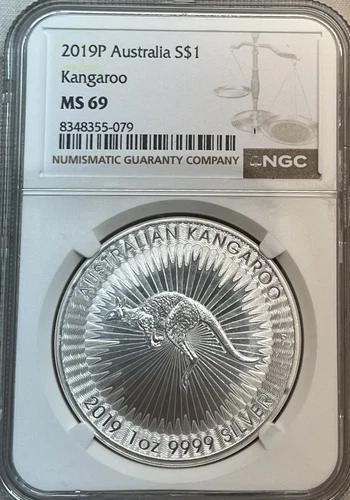 2019P Australia S$1
Kangaroo
MS 69
8348355-079
NUMISMATIC GUARANTY COMPANY
NGC
AUSTRALIAN KANGAROO
2019 1oz 9999 SILVER